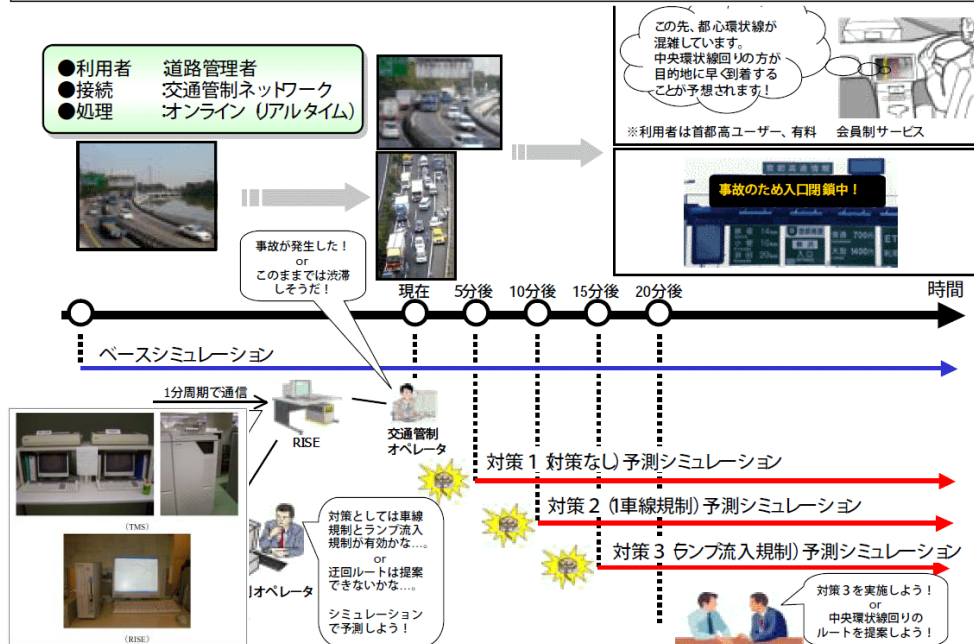 この先、都心環状線が
混雑しています。
中央環状線回りの方が
目的地に早く到着する
ことが予想されます！
●利用者　:道路管理者
●接続　:交通管制ネットワーク
●処理　:オンライン（リアルタイム）
※利用者は首都高ユーザー、有料　会員制サービス
事故のため入口閉鎖中！
700円
1400円
事故が発生した！
or
このままでは渋滞
しそうだ！
現在
5分後
10分後
15分後
20分後
時間
ベースシミュレーション
1分周期で通信
RISE
交通管制
オペレータ
対策１（対策なし）予測シミュレーション
対策２（1車線規制）予測シミュレーション
対策３（ランプ流入規制）予測シミュレーション
(TMS)
(RISE)
オペレータ
対策としては車線
規制とランプ流入
規制が有効かな…。
or
迂回ルートは提案
できないかな…。
シミュレーション
で予測しよう！
対策３を実施しよう！
or
中央環状線回りの
ルートを提案しよう！